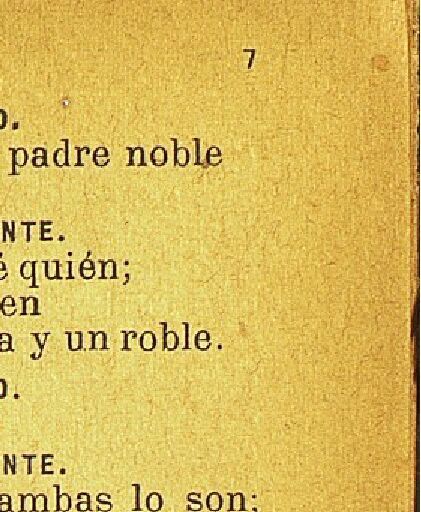 7
O.
padre noble
NTE.
é quién;
en
a y un roble.
O.
NTE.
ambas lo son;